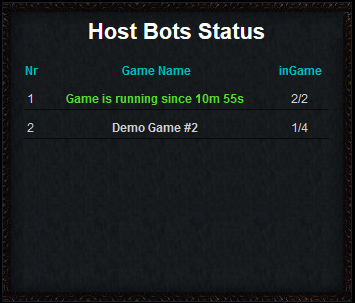 Host Bots Status
Nr Game Name inGame
1 Game is running since 10m 55s 2/2
2 Demo Game #2 1/4